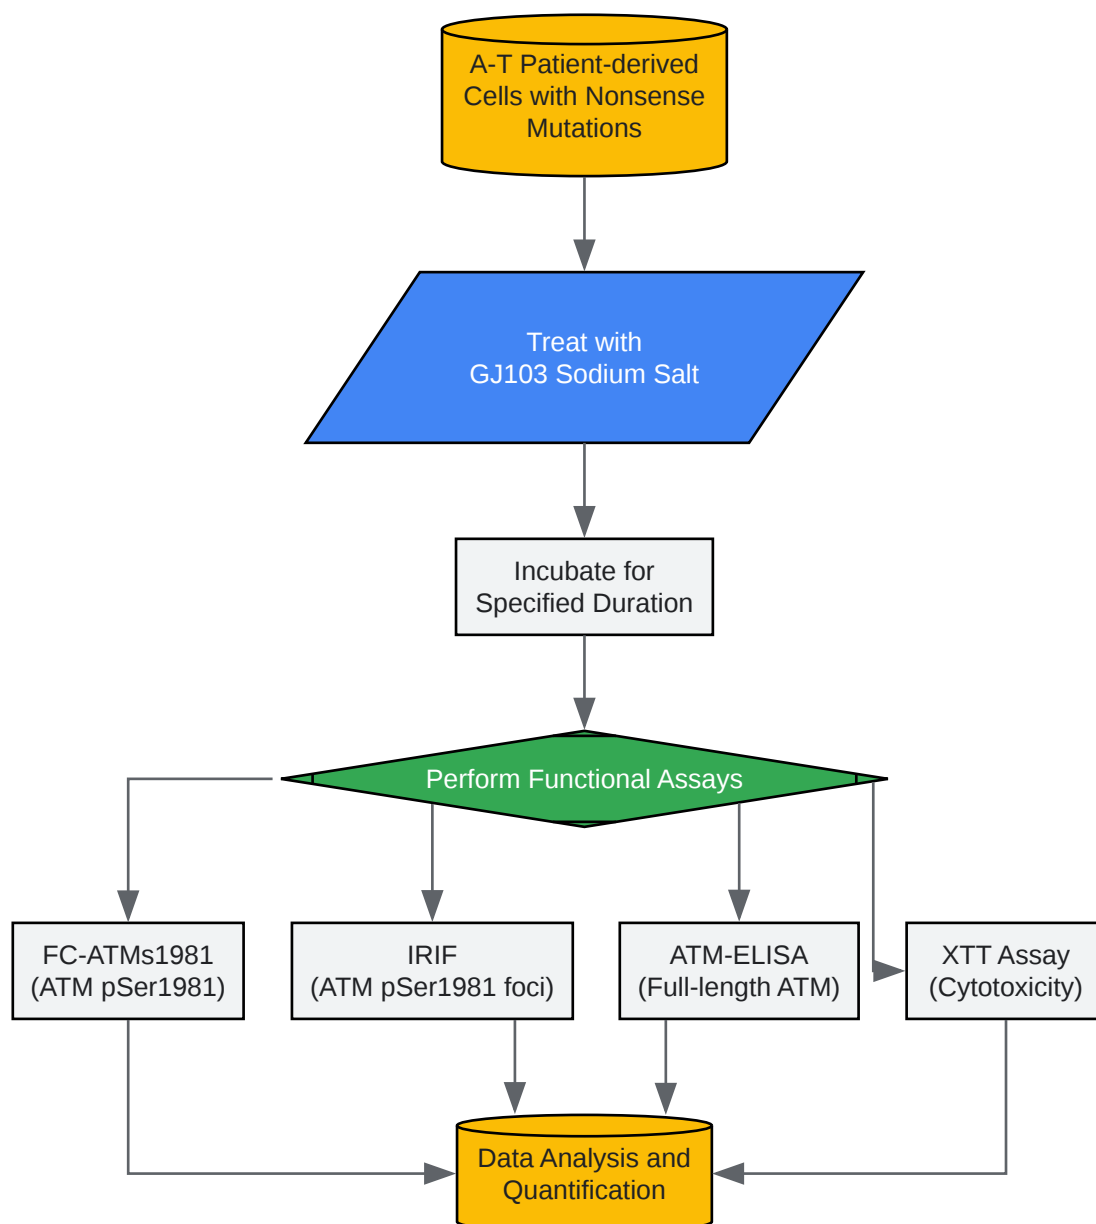 A-T Patient-derived
Cells with Nonsense
Mutations
Treat with
GJ103 Sodium Salt
Incubate for
Specified Duration
Perform Functional Assays
FC-ATMs1981
(ATM pSer1981)
IRIF
(ATM pSer1981 foci)
ATM-ELISA
(Full-length ATM)
XTT Assay
(Cytotoxicity)
Data Analysis and
Quantification